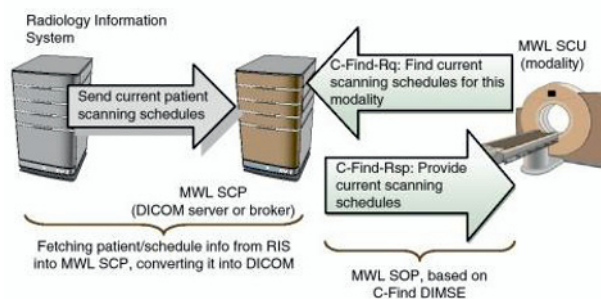 Radiology Information
System
Send current patient
scanning schedules
C-Find-Rq: Find current
scanning schedules for this
modality
MWL SCU
(modality)
C-Find-Rsp: Provide
current scanning
schedules
MWL SCP
(DICOM server or broker)
Fetching patient/schedule info from RIS
into MWL SCP, converting it into DICOM
MWL SOP, based on
C-Find DIMSE